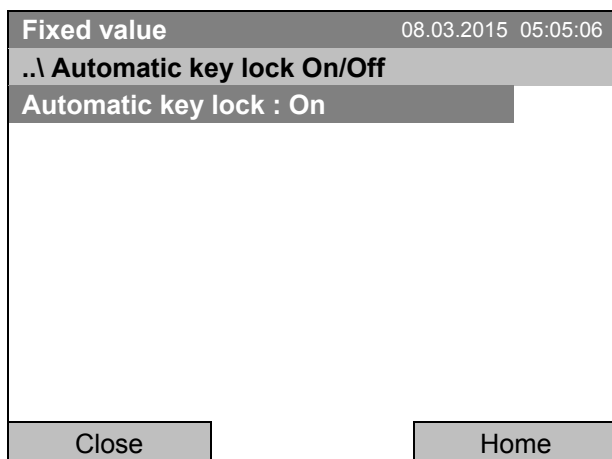 Fixed value 08.03.2015 05:05:06
..\ Automatic key lock On/Off
Automatic key lock : On
Close Home